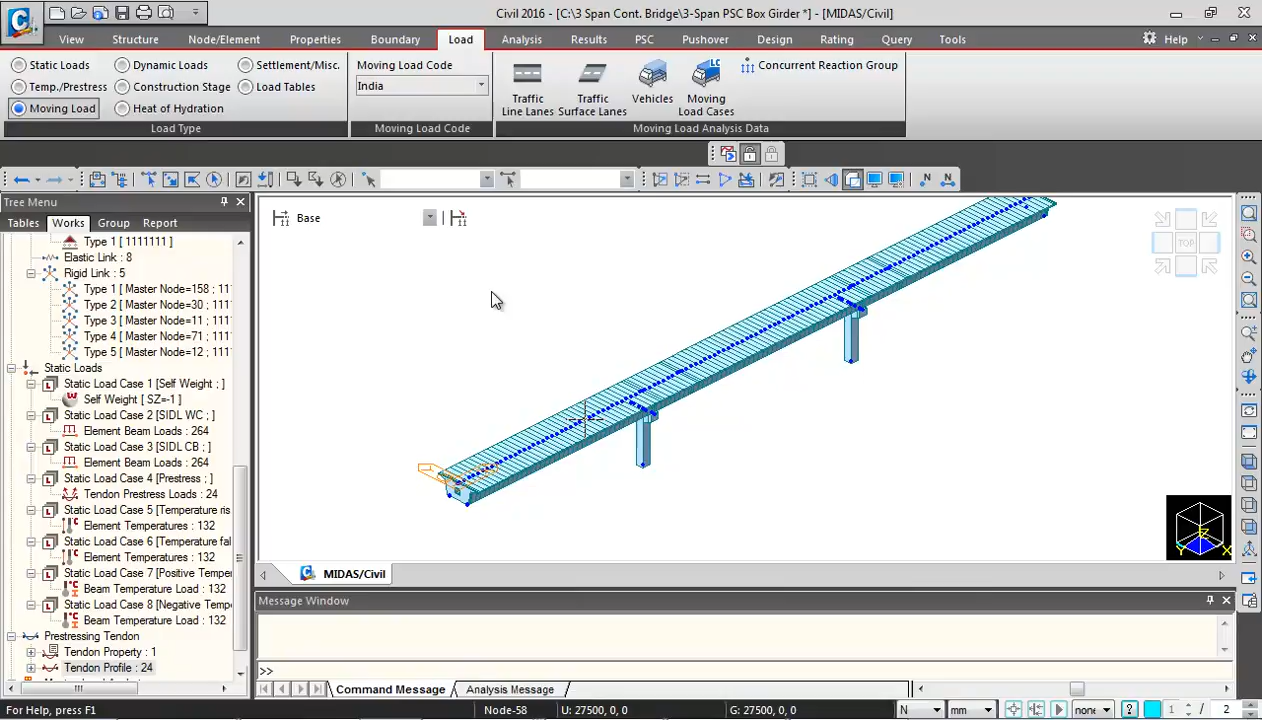 Civil 2016 - [C:\3 Span Cont. Bridge\3-Span PSC Box Girder *] - [MIDAS/Civil]
View Structure Node/Element Properties Boundary Load Analysis Results PSC Pushover Design Rating Query Tools Help
Static Loads Dynamic Loads Settlement/Misc.
Temp./Prestress Construction Stage Load Tables
Moving Load Heat of Hydration
Load Type
Moving Load Code
India
Moving Load Code
Traffic Line Lanes
Traffic Surface Lanes
Vehicles
Moving Load Cases
Concurrent Reaction Group
Moving Load Analysis Data
Tree Menu
Tables Works Group Report
Type 1 [ 1111111 ]
Elastic Link : 8
Rigid Link : 5
Type 1 [ Master Node=158 ; 11
Type 2 [ Master Node=30 ; 111
Type 3 [ Master Node=11 ; 111
Type 4 [ Master Node=71 ; 111
Type 5 [ Master Node=12 ; 111
Static Loads
Static Load Case 1 [Self Weight ; ]
Self Weight [ SZ=-1 ]
Static Load Case 2 [SIDL WC ; ]
Element Beam Loads : 264
Static Load Case 3 [SIDL CB ; ]
Element Beam Loads : 264
Static Load Case 4 [Prestress ; ]
Tendon Prestress Loads : 24
Static Load Case 5 [Temperature ris
Element Temperatures : 132
Static Load Case 6 [Temperature fal
Element Temperatures : 132
Static Load Case 7 [Positive Temper
Beam Temperature Load : 132
Static Load Case 8 [Negative Tempe
Beam Temperature Load : 132
Prestressing Tendon
Tendon Property : 1
Tendon Profile : 24
Base
TOP
Z
Y X
MIDAS/Civil
Message Window
>>
Command Message Analysis Message
For Help, press F1
Node-58
U: 27500, 0, 0
G: 27500, 0, 0
N
mm
none
1 / 2